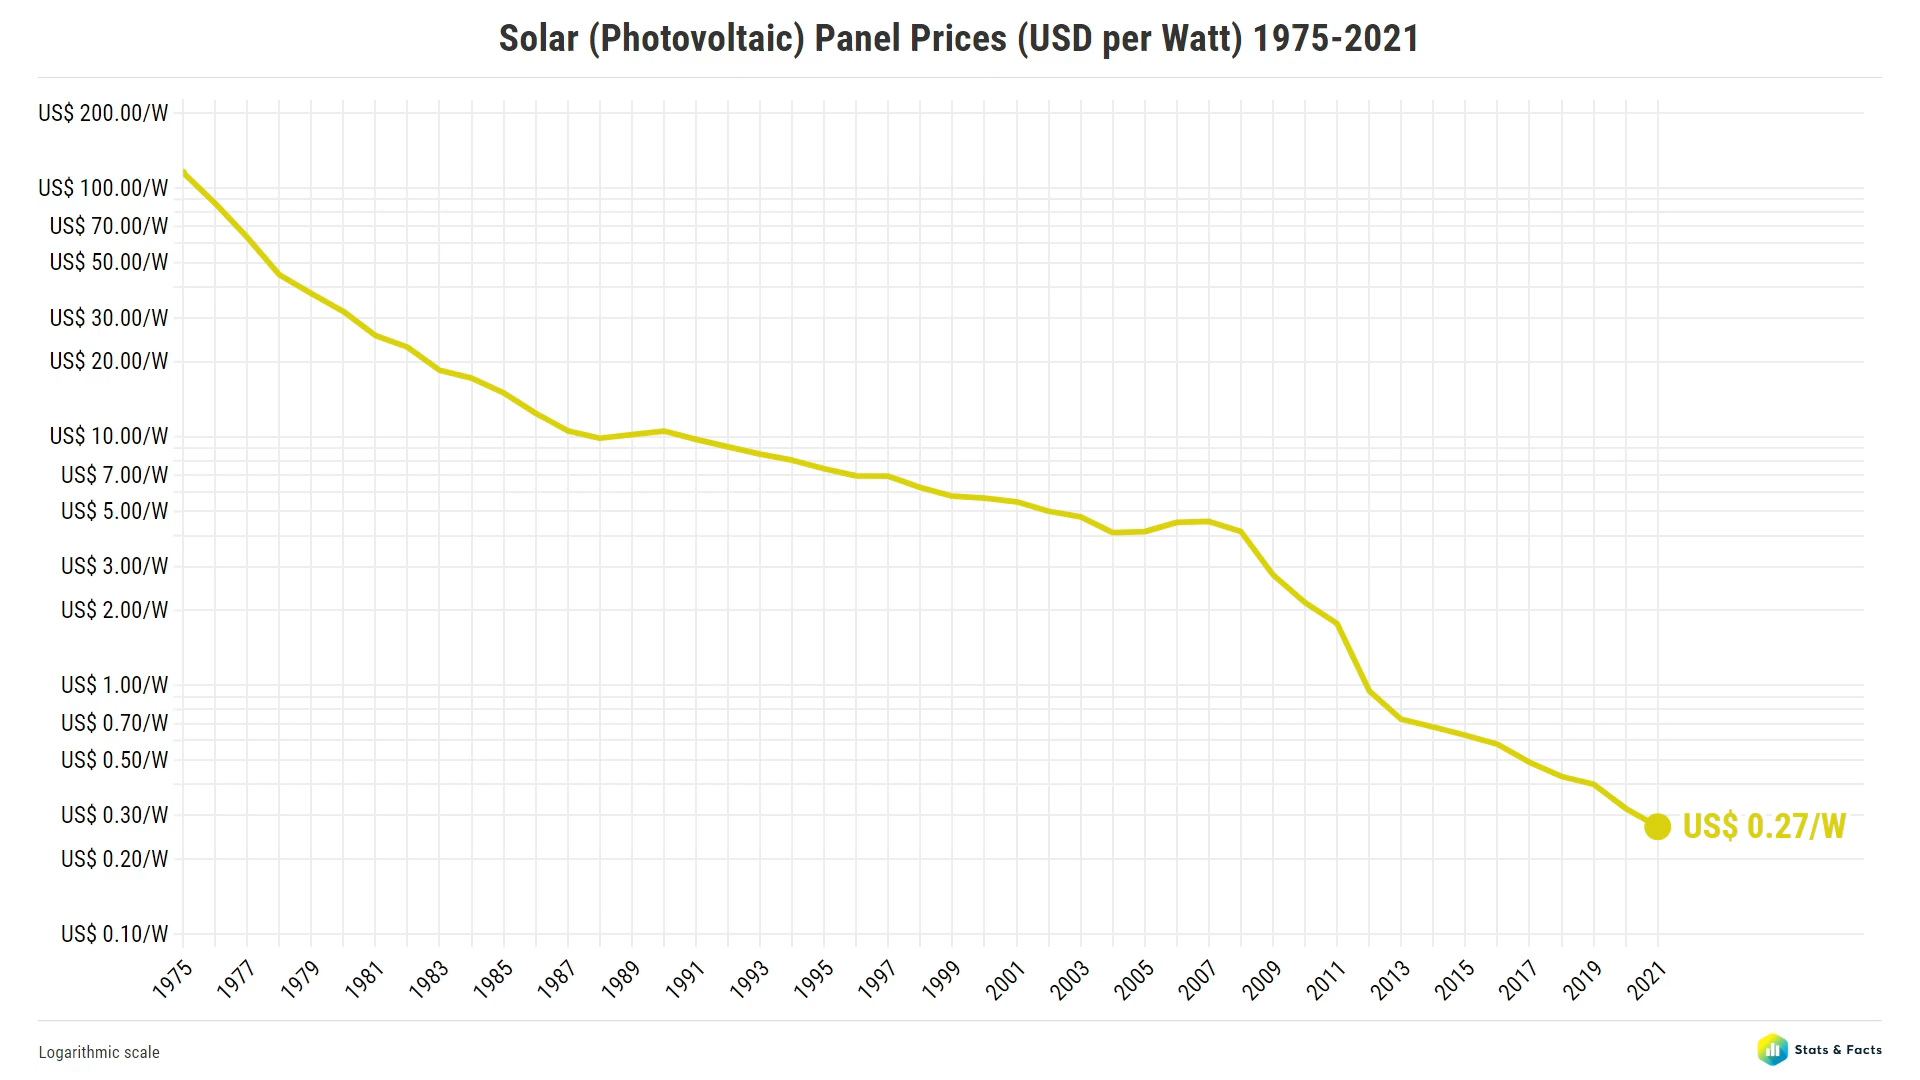 Solar (Photovoltaic) Panel Prices (USD per Watt) 1975-2021
US$ 200.00/W
US$ 100.00/W
US$ 70.00/W
US$ 50.00/W
US$ 30.00/W
US$ 20.00/W
US$ 10.00/W
US$ 7.00/W
US$ 5.00/W
US$ 3.00/W
US$ 2.00/W
US$ 1.00/W
US$ 0.70/W
US$ 0.50/W
US$ 0.30/W
US$ 0.27/W
US$ 0.20/W
US$ 0.10/W
1975 1977 1979 1981 1983 1985 1987 1989 1991 1993 1995 1997 1999 2001 2003 2005 2007 2009 2011 2013 2015 2017 2019 2021
Logarithmic scale
Stats & Facts